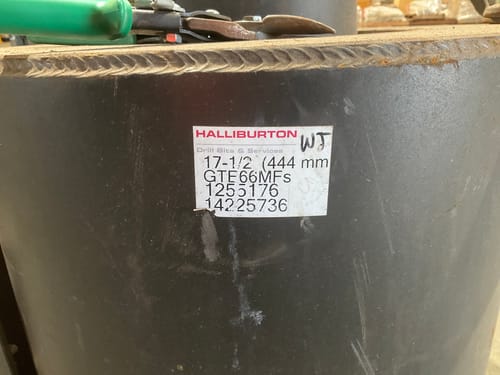 HALLIBURTON
WJ
Drill Bits & Services
17-1/2 (444 mm
GTE66MFs
1255176
14225736